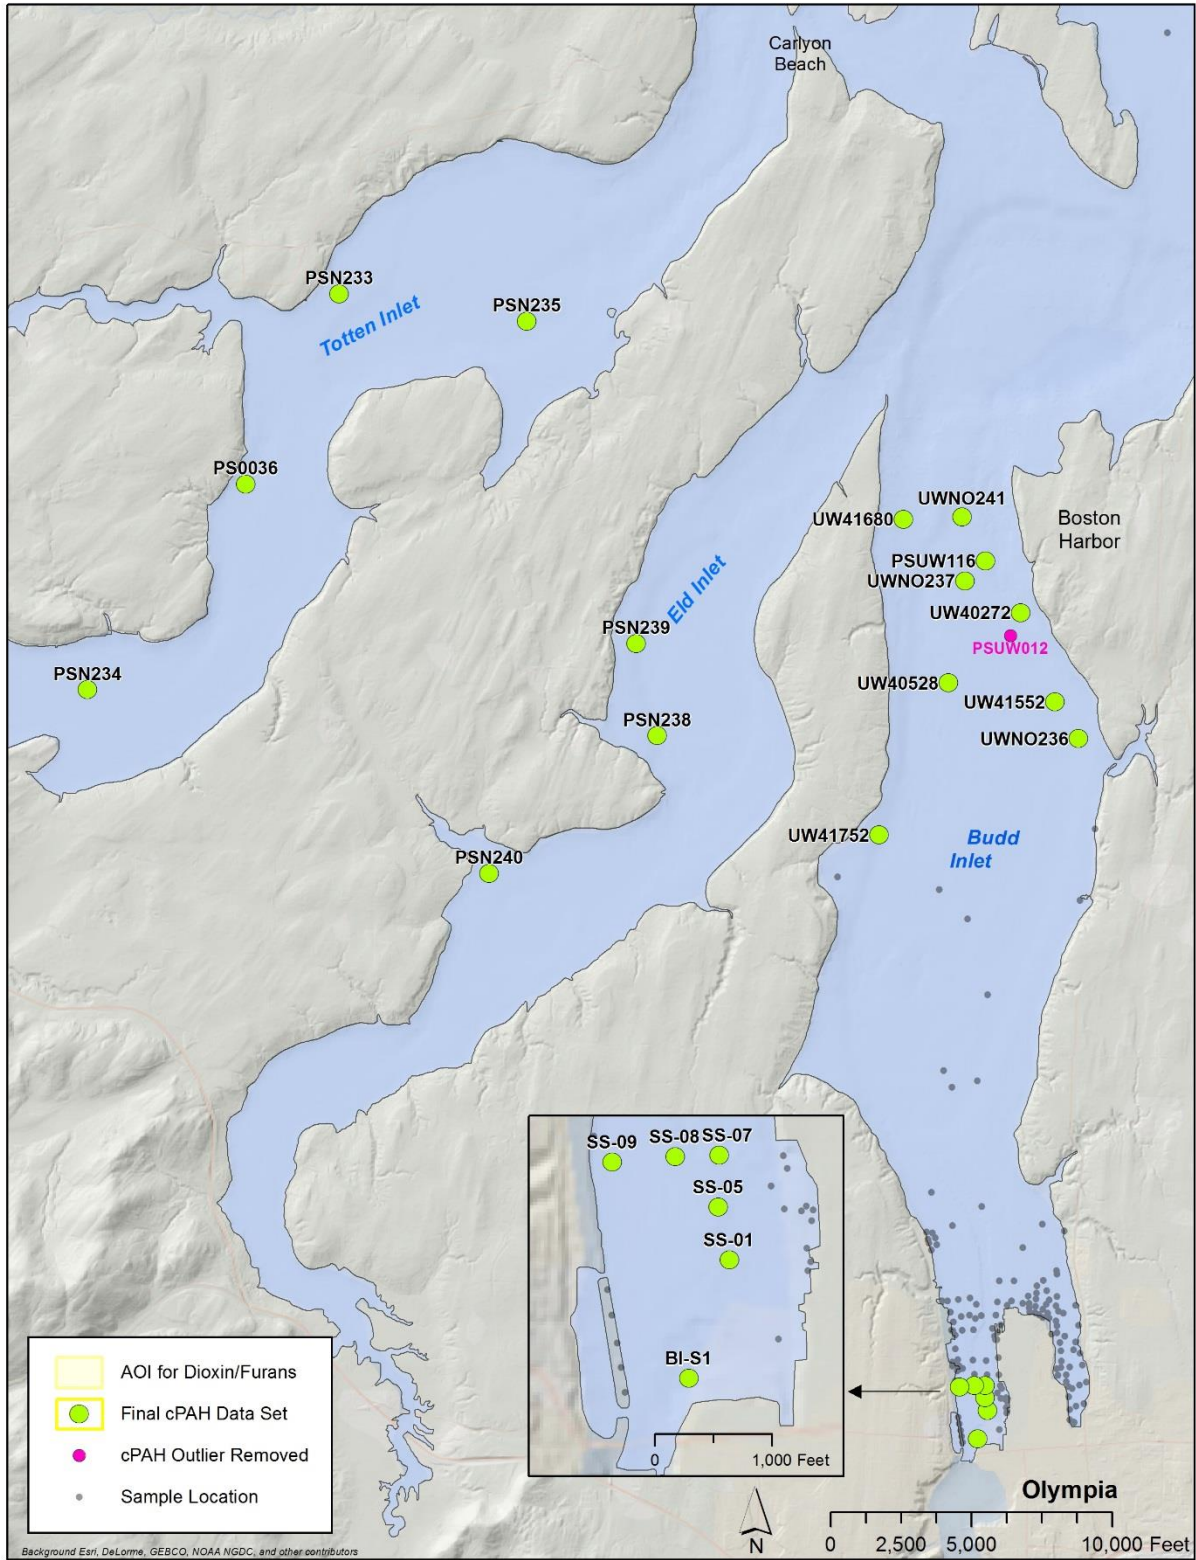 Carlyon
Beach
PSN233
PSN235
Totten Inlet
PS0036
UWNO241
UW41680
Boston
Harbor
PSUW116
UWNO237
Eld Inlet
UW40272
PSN239
PSUW012
PSN234
UW40528
UW41552
PSN238
UWNO236
UW41752
Budd
Inlet
PSN240
SS-09
SS-08
SS-07
SS-05
SS-01
BI-S1
0
1,000 Feet
AOI for Dioxin/Furans
Final cPAH Data Set
cPAH Outlier Removed
Sample Location
Olympia
N
0 2,500 5,000 10,000 Feet
Background Esri, DeLorme, GEBCO, NOAA NGDC, and other contributors